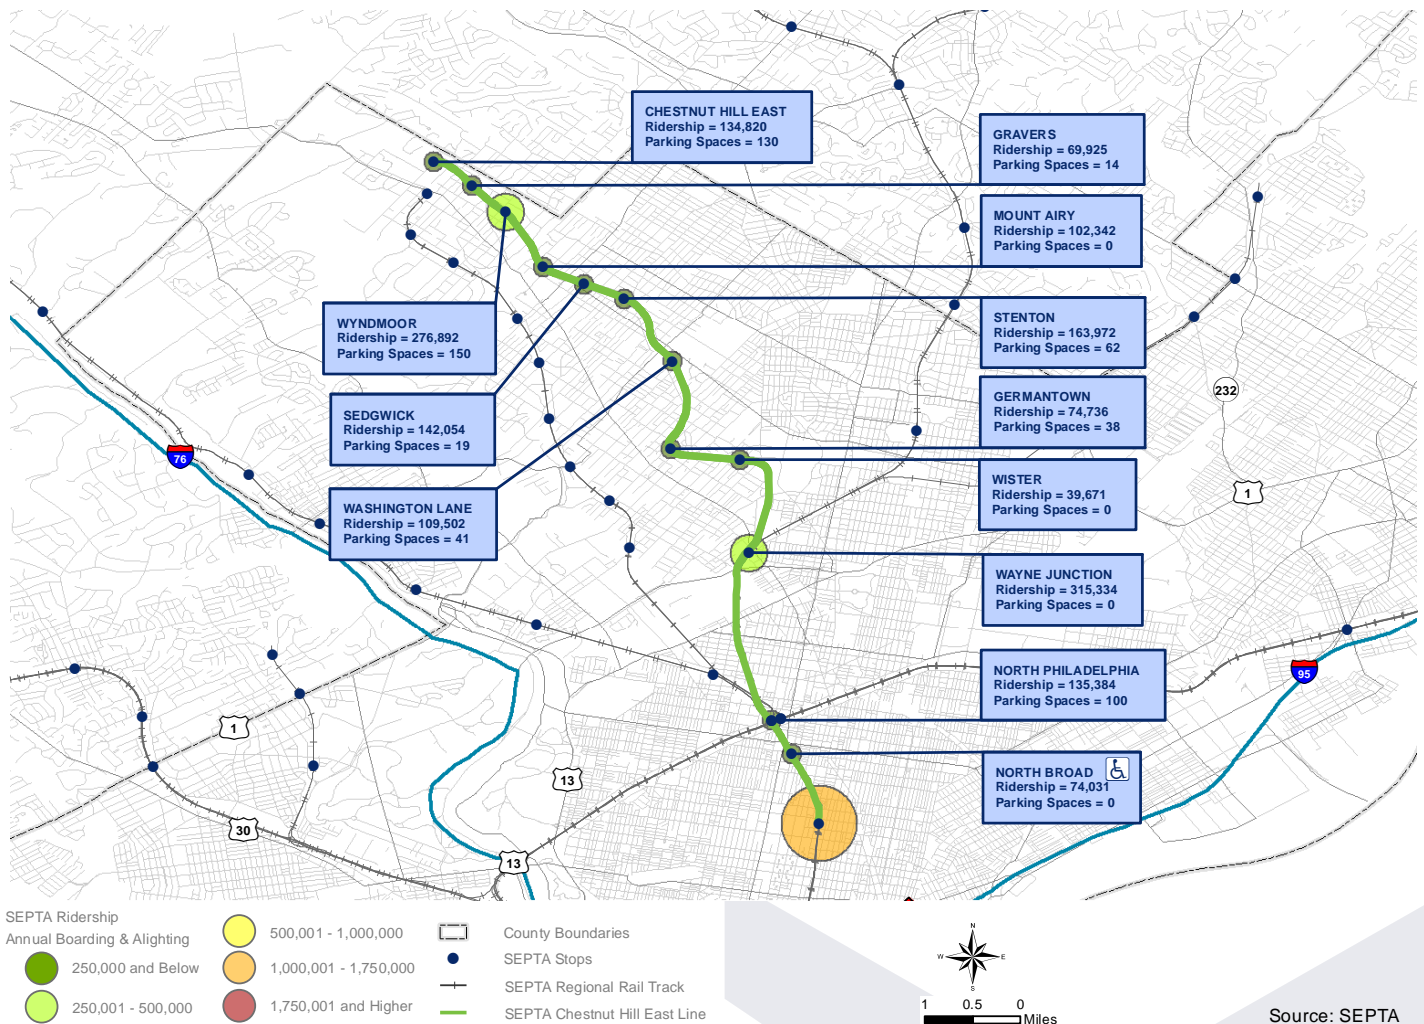 CHESTNUT HILL EAST
Ridership = 134,820
Parking Spaces = 130
GRAVERS
Ridership = 69,925
Parking Spaces = 14
MOUNT AIRY
Ridership = 102,342
Parking Spaces = 0
WYNDMOOR
Ridership = 276,892
Parking Spaces = 150
STENTON
Ridership = 163,972
Parking Spaces = 62
SEDGWICK
Ridership = 142,054
Parking Spaces = 19
GERMANTOWN
Ridership = 74,736
Parking Spaces = 38
232
76
WISTER
Ridership = 39,671
Parking Spaces = 0
1
WASHINGTON LANE
Ridership = 109,502
Parking Spaces = 41
WAYNE JUNCTION
Ridership = 315,334
Parking Spaces = 0
NORTH PHILADELPHIA
Ridership = 135,384
Parking Spaces = 100
95
1
13
NORTH BROAD
Ridership = 74,031
Parking Spaces = 0
30
13
SEPTA Ridership
Annual Boarding & Alighting
250,000 and Below
250,001 - 500,000
500,001 - 1,000,000
1,000,001 - 1,750,000
1,750,001 and Higher
County Boundaries
SEPTA Stops
SEPTA Regional Rail Track
SEPTA Chestnut Hill East Line
N
W E
S
1 0.5 0
Miles
Source: SEPTA